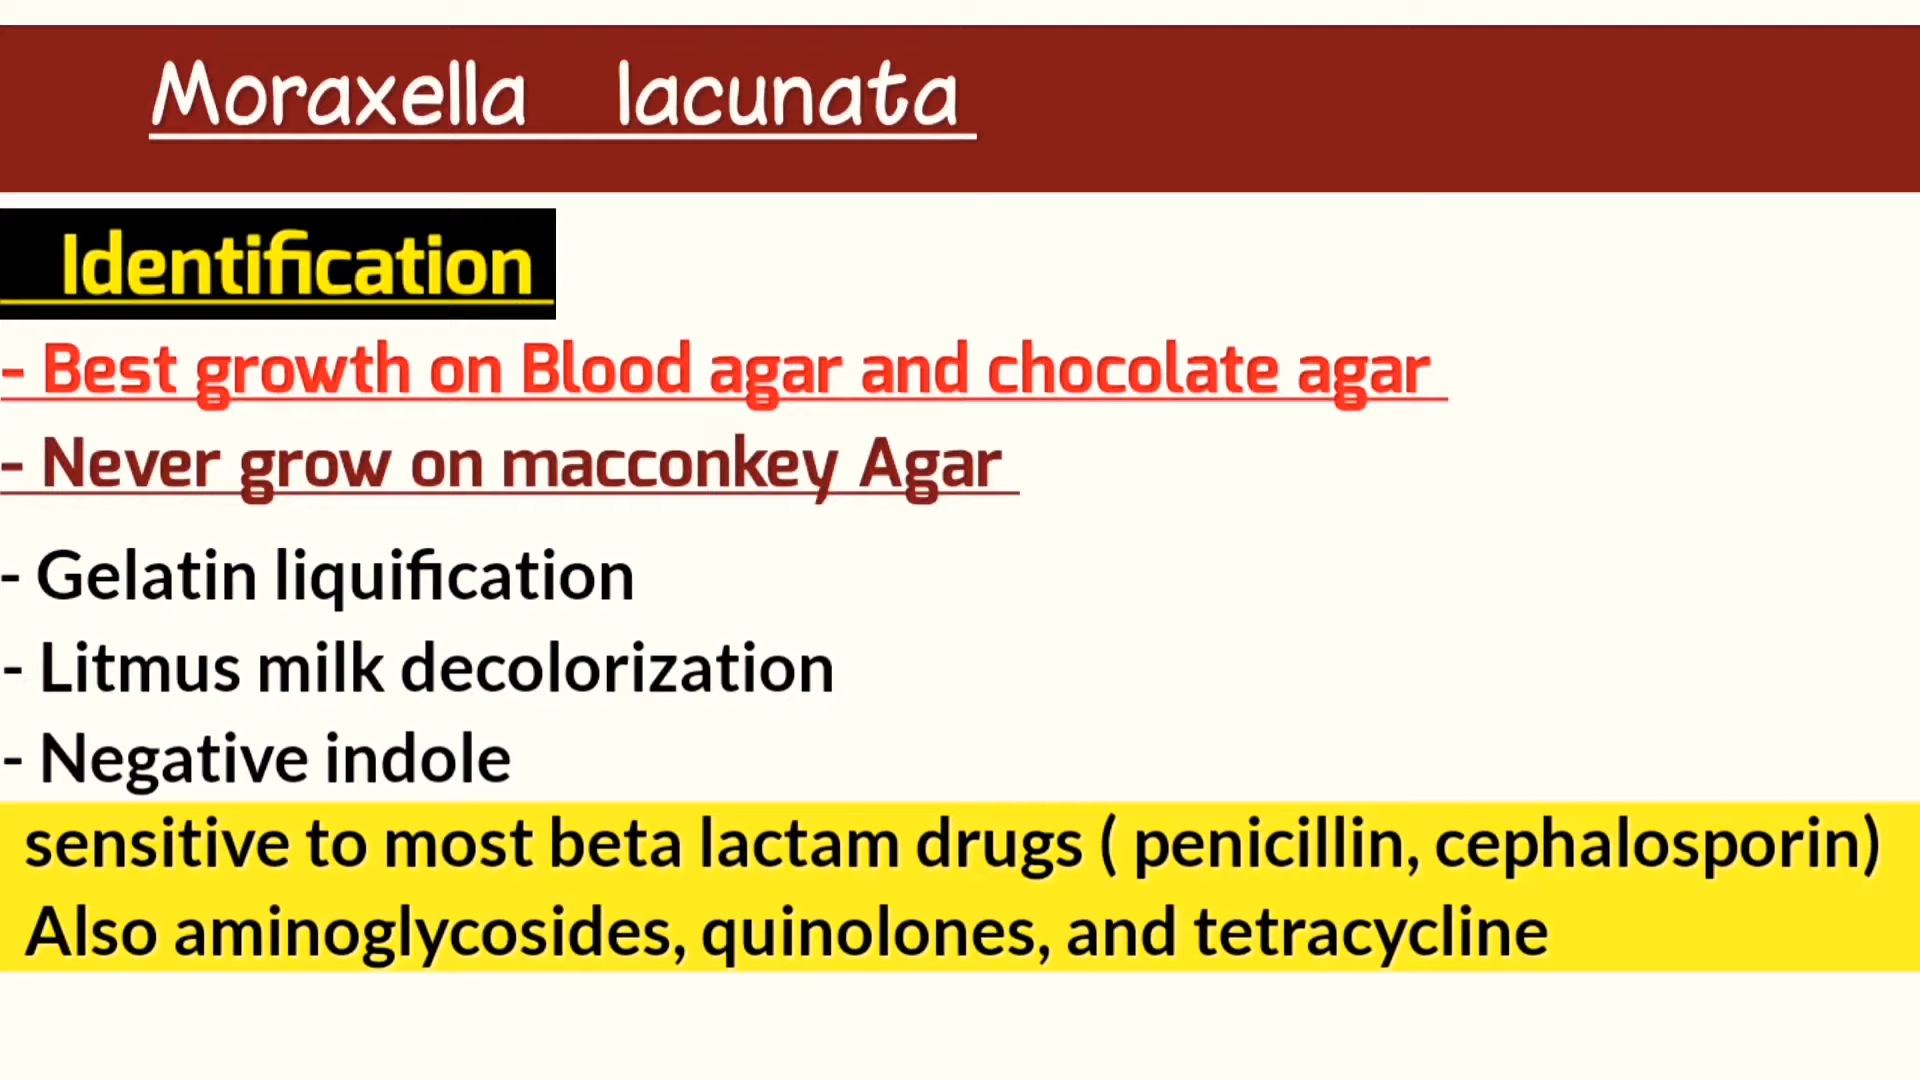 Moraxella lacunata
Identification
- Best growth on Blood agar and chocolate agar
- Never grow on macconkey Agar
- Gelatin liquification
- Litmus milk decolorization
- Negative indole
sensitive to most beta lactam drugs ( penicillin, cephalosporin)
Also aminoglycosides, quinolones, and tetracycline